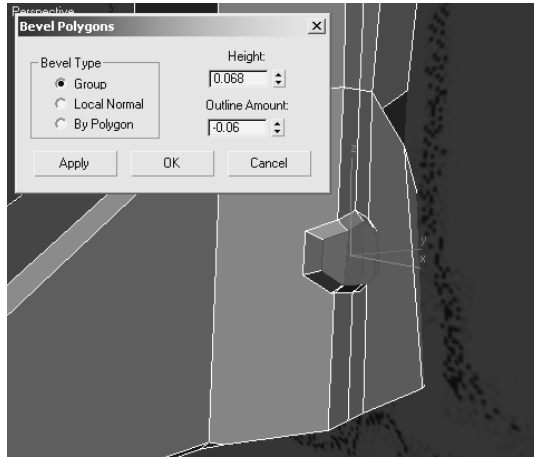 Perspective
Bevel Polygons
Bevel Type
Group
Local Normal
By Polygon
Height:
0.068
Outline Amount:
-0.06
Apply
OK
Cancel
z
y
x